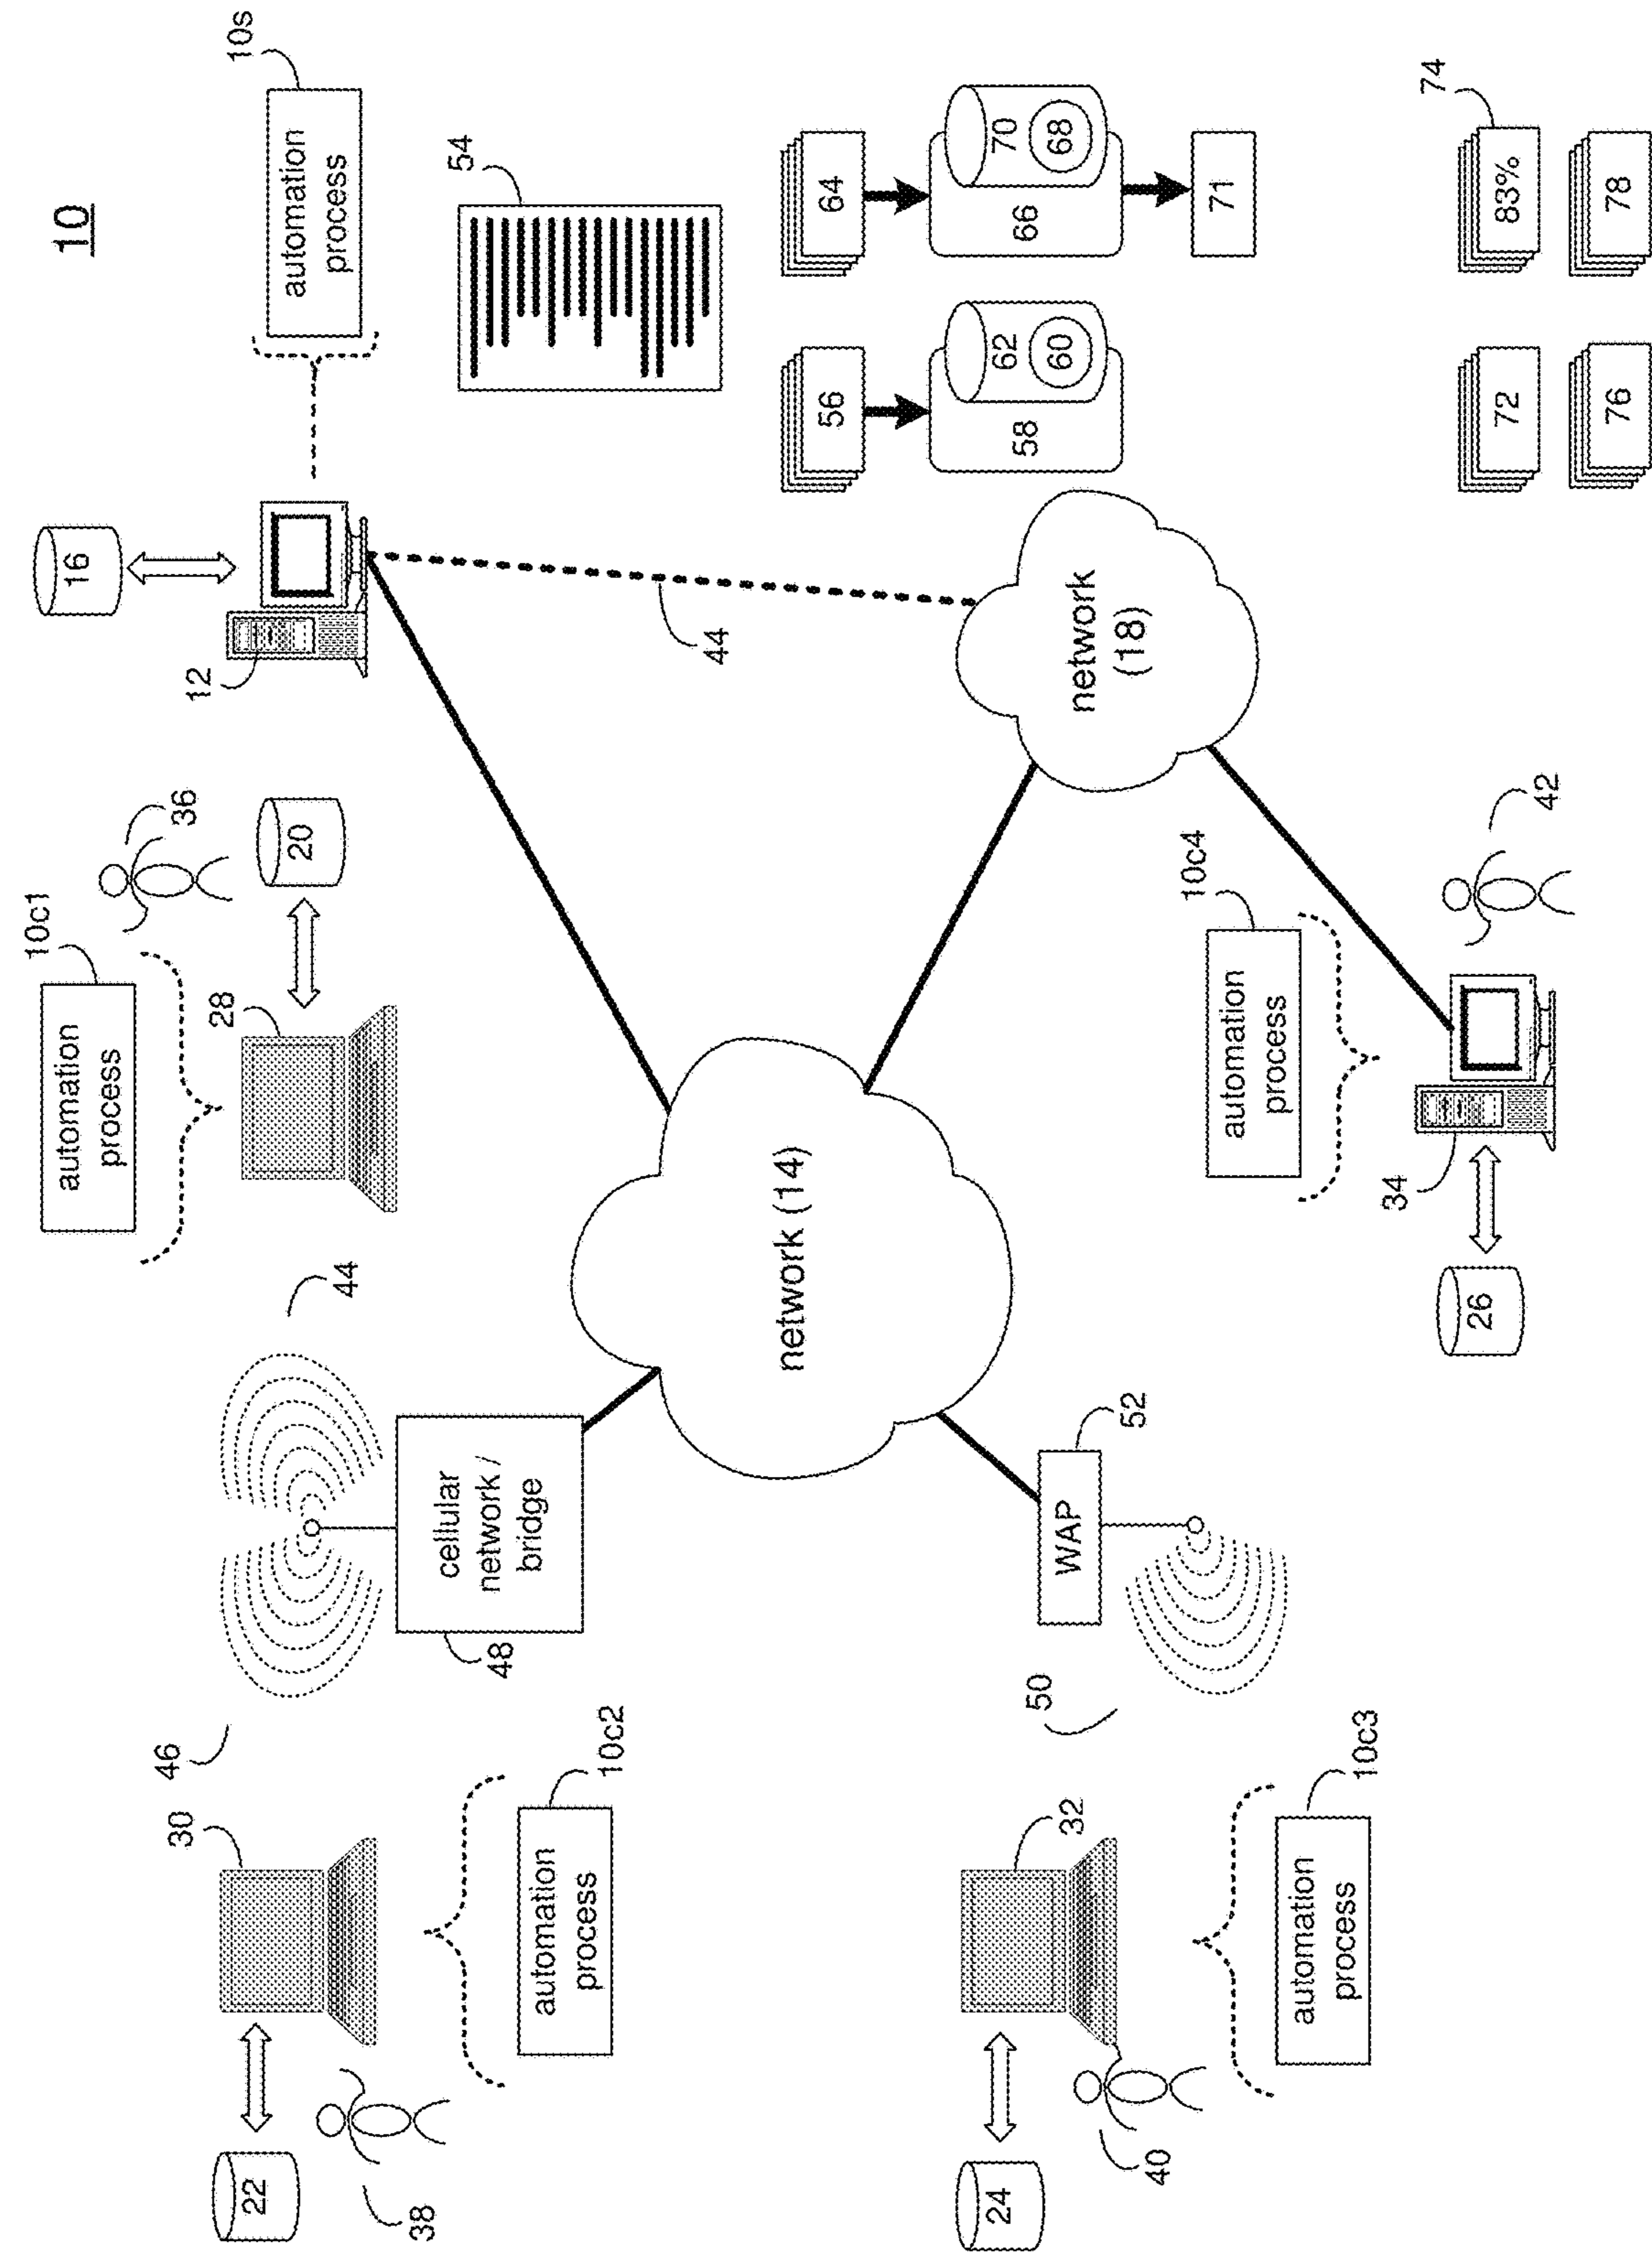 10
10s
automation
process
16
12
54
44
10c1
automation
process
36
28
20
44
46
30
22
38
cellular
network /
bridge
48
10c2
automation
process
network (14)
network
(18)
56
62
60
58
64
70
68
66
71
72
83%
74
76
78
52
WAP
50
32
24
40
10c3
automation
process
10c4
automation
process
42
34
26